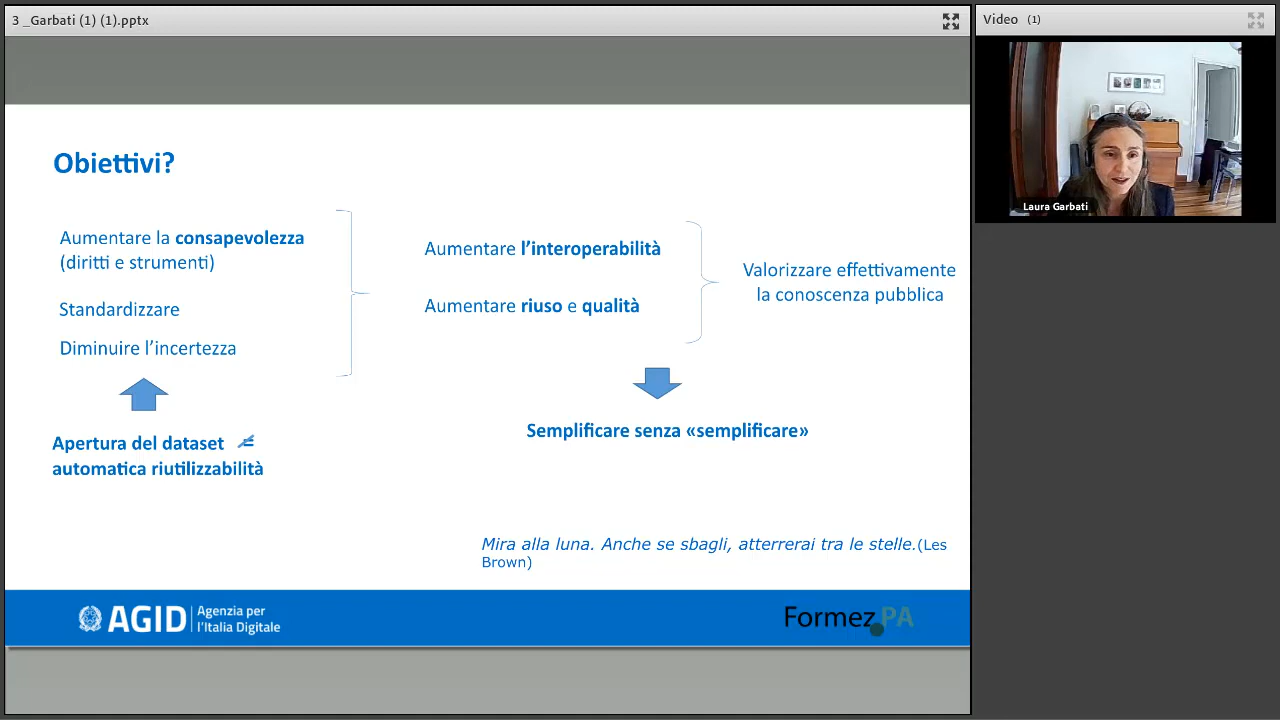 3 _Garbati (1) (1).pptx
Video (1)
Laura Garbati
Obiettivi?
Aumentare la consapevolezza
(diritti e strumenti)
Standardizzare
Diminuire l’incertezza
Apertura del dataset ≠
automatica riutilizzabilità
Aumentare l’interoperabilità
Aumentare riuso e qualità
Valorizzare effettivamente
la conoscenza pubblica
Semplificare senza «semplificare»
Mira alla luna. Anche se sbagli, atterrerai tra le stelle.(Les
Brown)
AGID
Agenzia per
l’Italia Digitale
Formez PA